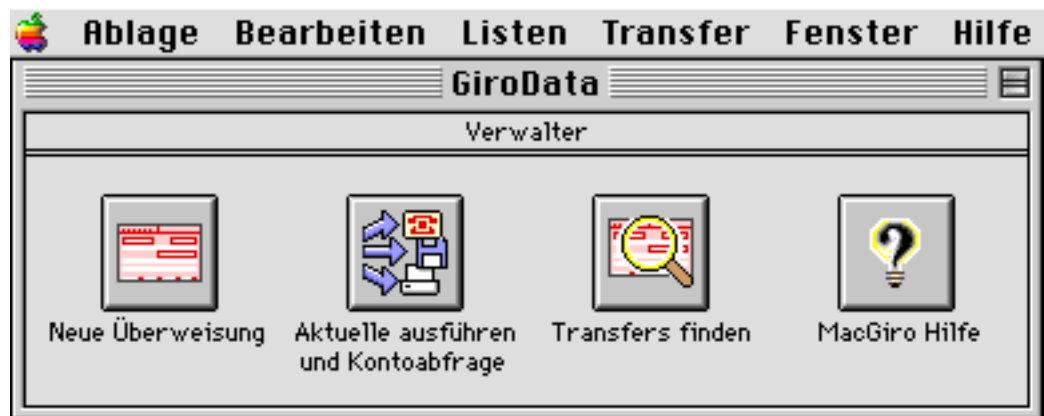 Ablage Bearbeiten Listen Transfer Fenster Hilfe
GiroData
Verwalter
Neue Überweisung
Aktuelle ausführen
und Kontoabfrage
Transfers finden
MacGiro Hilfe